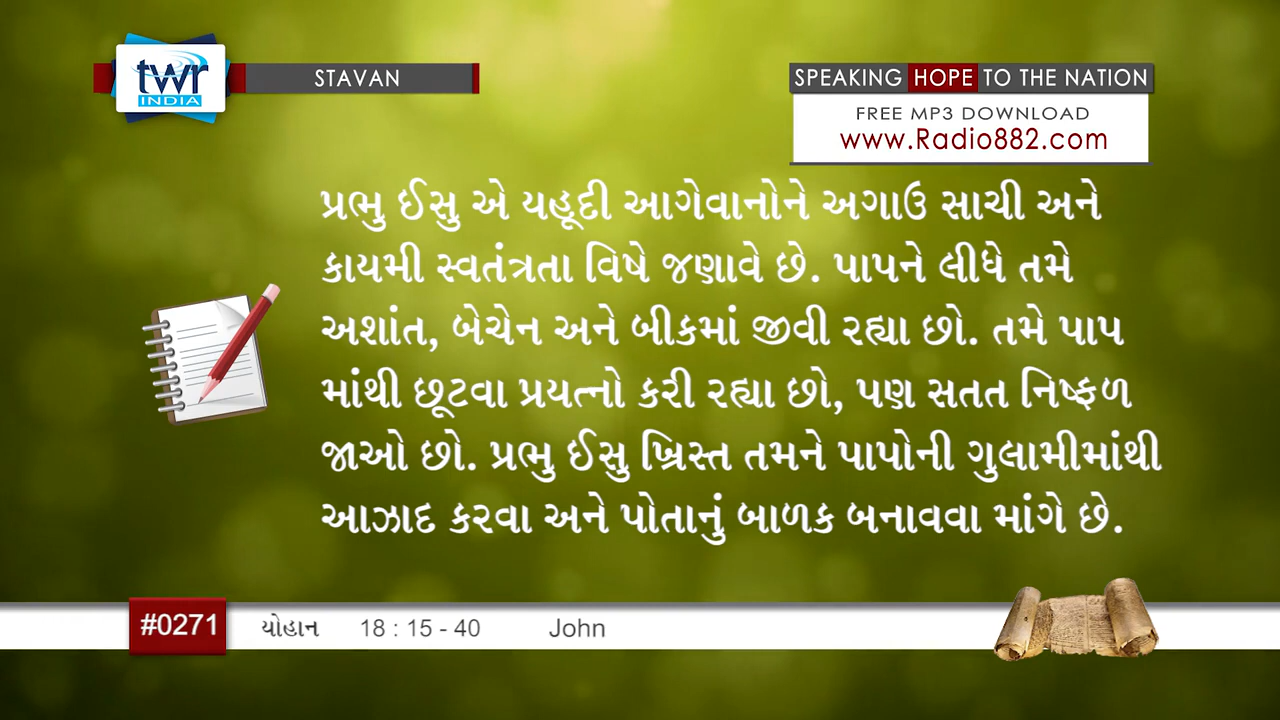 twr
INDIA
STAVAN
SPEAKING HOPE TO THE NATION
FREE MP3 DOWNLOAD
www.Radio882.com
પ્રભુ ઈસુ એ યહૂદી આગેવાનોને અગાઉ સાચી અને
કાયમી સ્વતંત્રતા વિષે જણાવે છે. પાપને લીધે તમે
અશાંત, બેચેન અને બીકમાં જીવી રહ્યા છો. તમે પાપ
માંથી છૂટવા પ્રયત્નો કરી રહ્યા છો, પણ સતત નિષ્ફળ
જાઓ છો. પ્રભુ ઈસુ ખ્રિસ્ત તમને પાપોની ગુલામીમાંથી
આઝાદ કરવા અને પોતાનું બાળક બનાવવા માંગે છે.
#0271 યોહાન 18 : 15 - 40 John